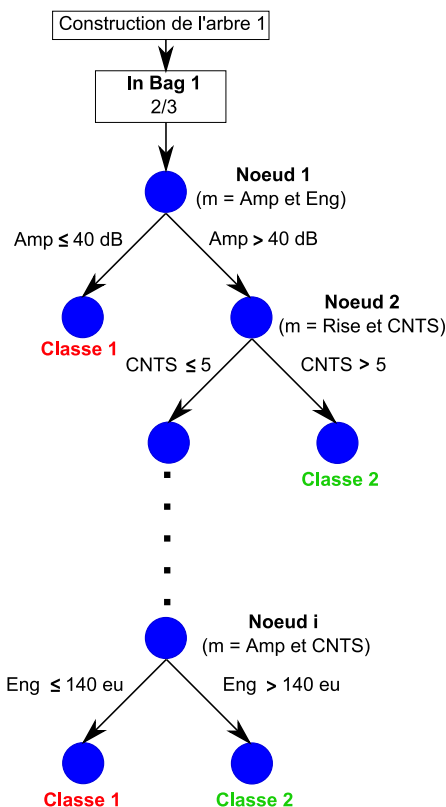 Construction de l'arbre 1
In Bag 1
2/3
Noeud 1
(m = Amp et Eng)
Amp ≤ 40 dB
Amp > 40 dB
Noeud 2
(m = Rise et CNTS)
Classe 1
CNTS ≤ 5
CNTS > 5
Classe 2
Noeud i
(m = Amp et CNTS)
Eng ≤ 140 eu
Eng > 140 eu
Classe 1
Classe 2